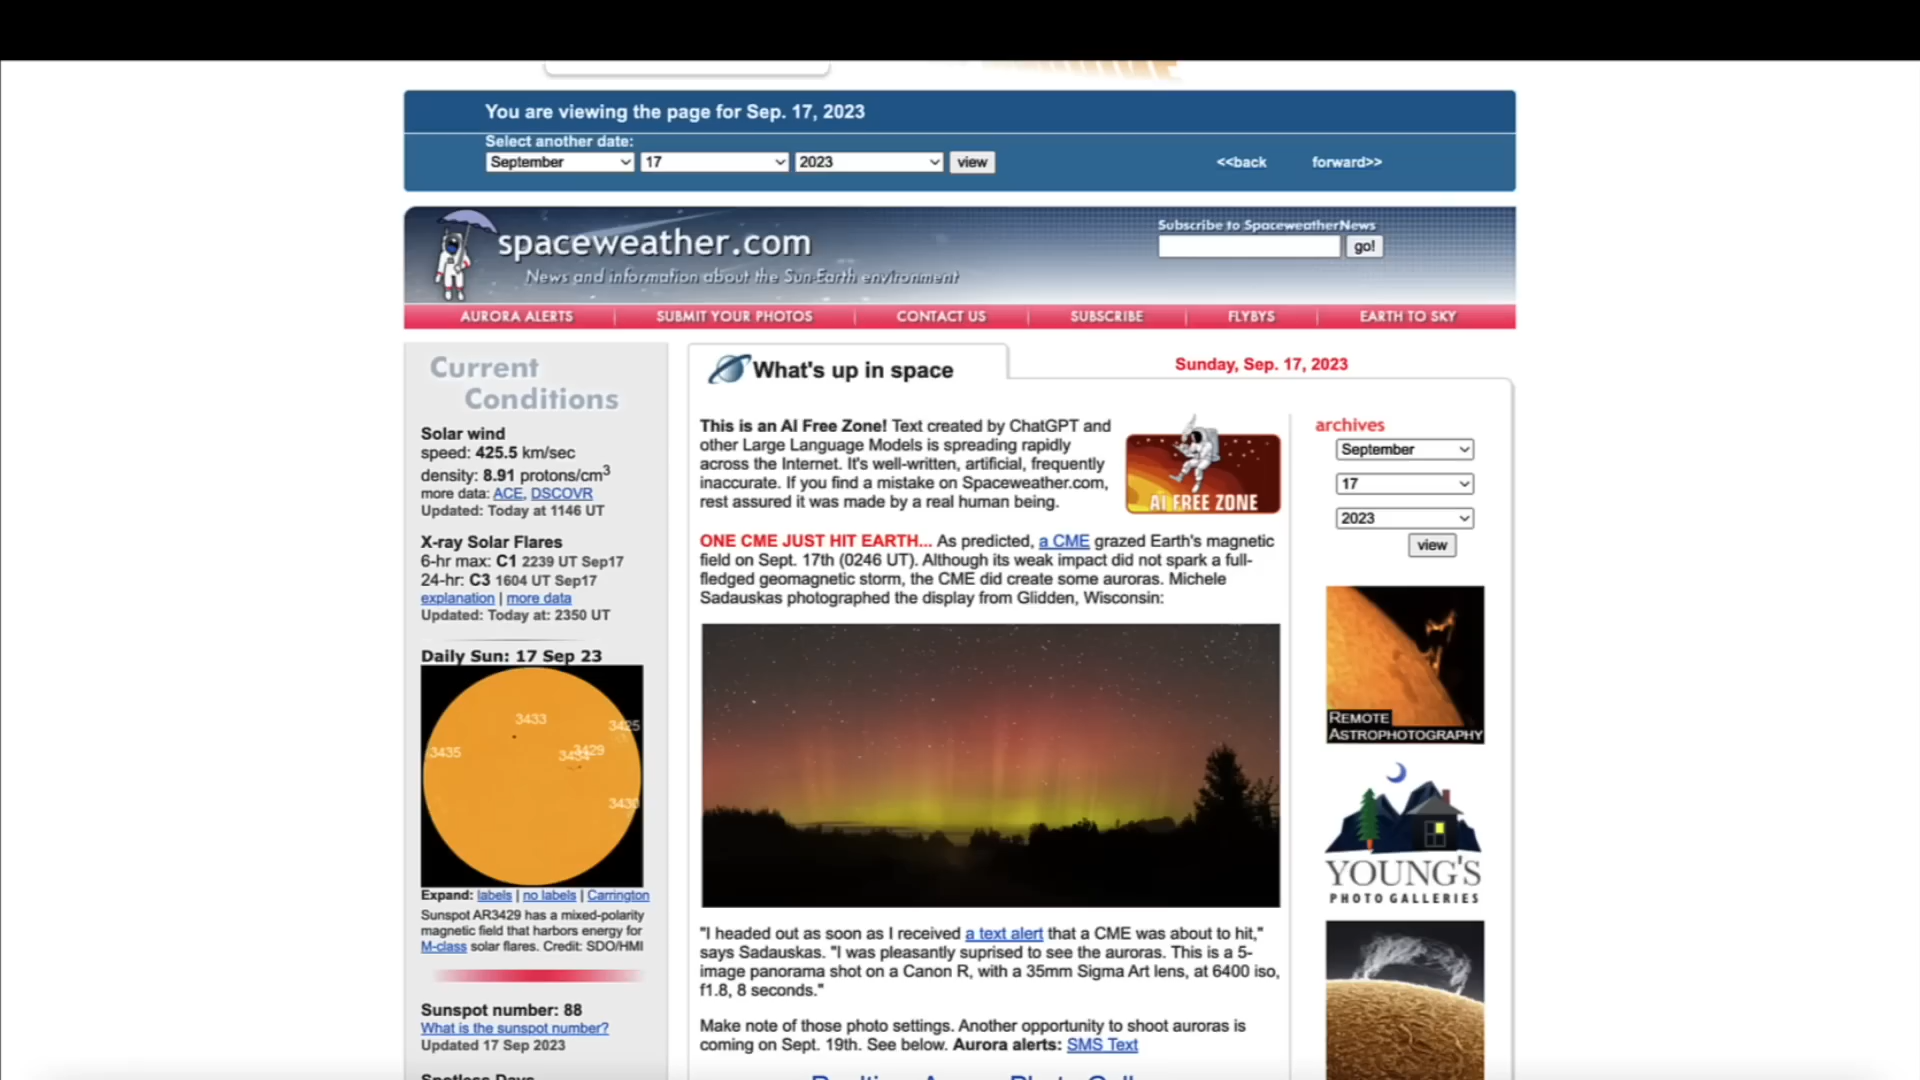 You are viewing the page for Sep. 17, 2023
Select another date:
September 17 2023 view <<back forward>>
spaceweather.com
News and information about the Sun-Earth environment
Subscribe to SpaceweatherNews
go!
AURORA ALERTS SUBMIT YOUR PHOTOS CONTACT US SUBSCRIBE FLYBYS EARTH TO SKY
Current
Conditions
Solar wind
speed: 425.5 km/sec
density: 8.91 protons/cm3
more data: ACE, DSCOVR
Updated: Today at 1146 UT
X-ray Solar Flares
6-hr max: C1 2239 UT Sep17
24-hr: C3 1604 UT Sep17
explanation | more data
Updated: Today at: 2350 UT
Daily Sun: 17 Sep 23
3433
3425
3435
3429
3434
3430
Expand: labels | no labels | Carrington
Sunspot AR3429 has a mixed-polarity
magnetic field that harbors energy for
M-class solar flares. Credit: SDO/HMI
Sunspot number: 88
What is the sunspot number?
Updated 17 Sep 2023
Spotless Days
What's up in space
Sunday, Sep. 17, 2023
This is an AI Free Zone! Text created by ChatGPT and
other Large Language Models is spreading rapidly
across the Internet. It's well-written, artificial, frequently
inaccurate. If you find a mistake on Spaceweather.com,
rest assured it was made by a real human being.
AI FREE ZONE
ONE CME JUST HIT EARTH... As predicted, a CME grazed Earth's magnetic
field on Sept. 17th (0246 UT). Although its weak impact did not spark a full-
fledged geomagnetic storm, the CME did create some auroras. Michele
Sadauskas photographed the display from Glidden, Wisconsin:
"I headed out as soon as I received a text alert that a CME was about to hit,"
says Sadauskas. "I was pleasantly suprised to see the auroras. This is a 5-
image panorama shot on a Canon R, with a 35mm Sigma Art lens, at 6400 iso,
f1.8, 8 seconds."
Make note of those photo settings. Another opportunity to shoot auroras is
coming on Sept. 19th. See below. Aurora alerts: SMS Text
archives
September
17
2023
view
REMOTE
ASTROPHOTOGRAPHY
YOUNG'S
PHOTO GALLERIES